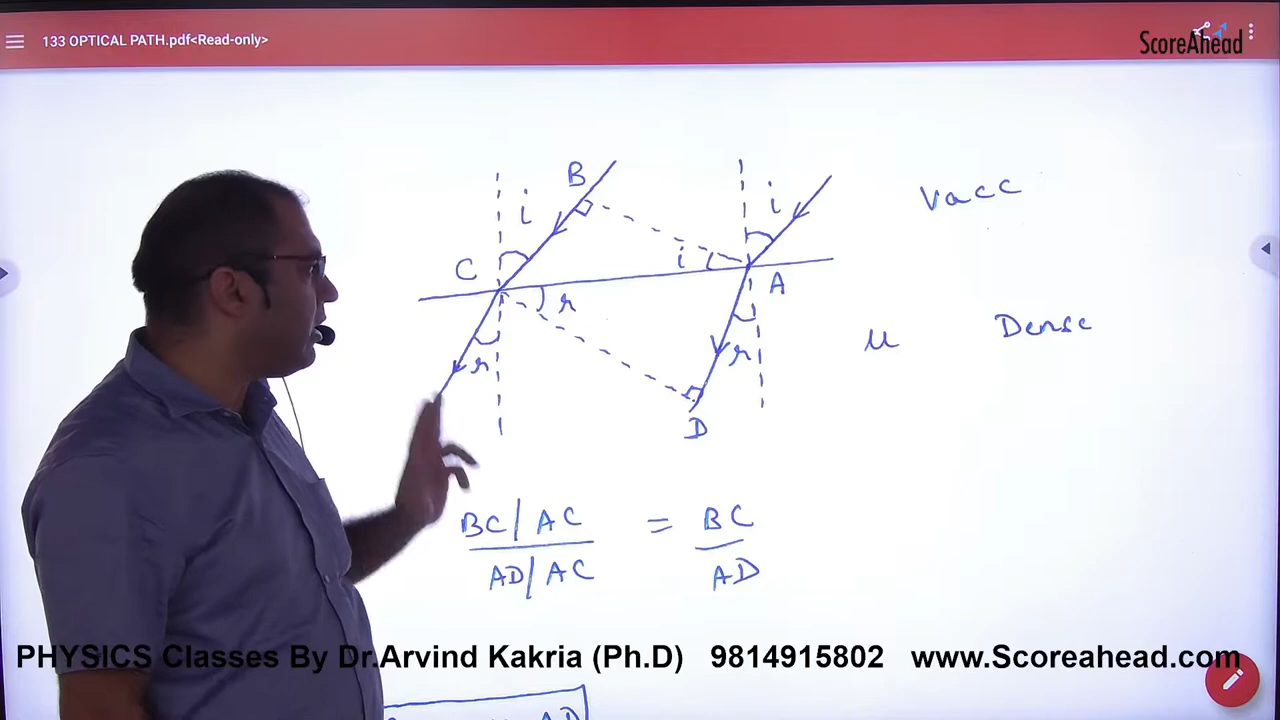 133 OPTICAL PATH.pdf<Read-only>
ScoreAhead
B
i
i
Vacc
C
i
A
r
r
r
μ
Dense
D
BC/AC = BC
AD/AC AD
PHYSICS Classes By Dr.Arvind Kakria (Ph.D) 9814915802 www.Scoreahead.com
AD